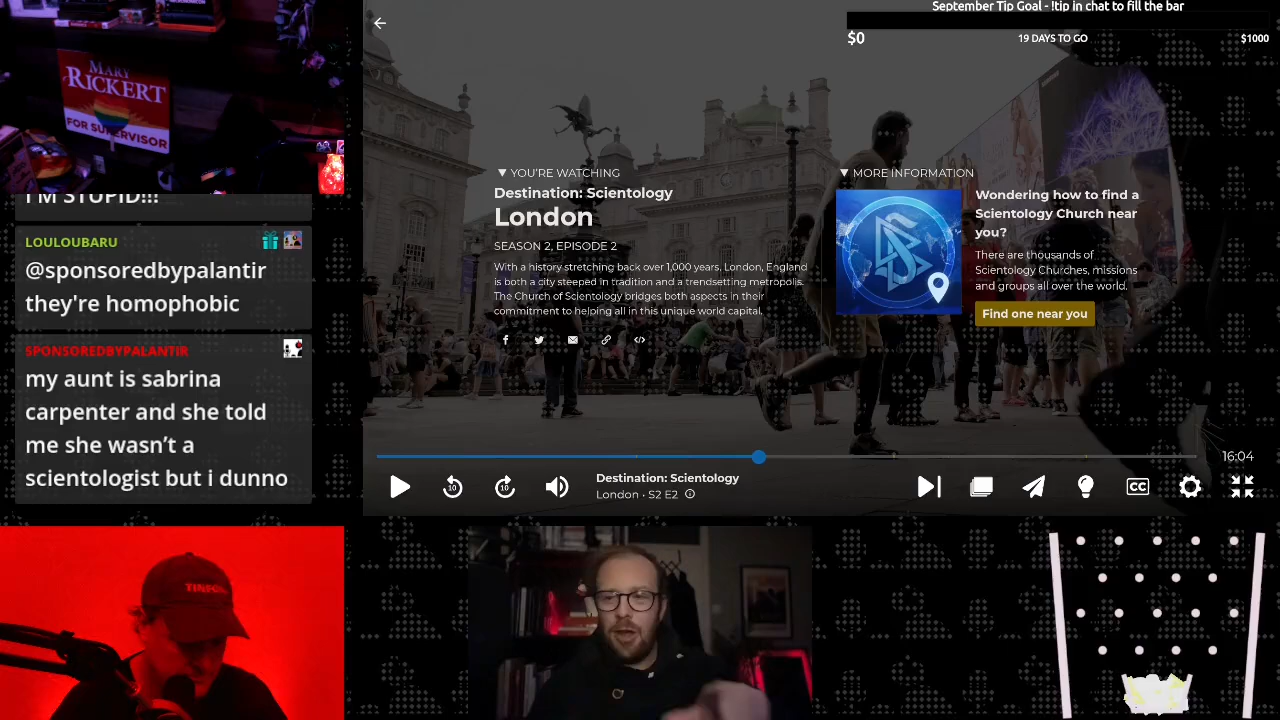 September Tip Goal - !tip in chat to fill the bar
$0
19 DAYS TO GO
$1000
MARY
RICKERT
FOR SUPERVISOR
I'M STUPID!!!
LOULOUBARU
@sponsoredbypalantir
they're homophobic
SPONSOREDBYPALANTIR
my aunt is sabrina
carpenter and she told
me she wasn't a
scientologist but i dunno
▼ YOU'RE WATCHING
Destination: Scientology
London
SEASON 2, EPISODE 2
With a history stretching back over 1,000 years, London, England
is both a city steeped in tradition and a trendsetting metropolis.
The Church of Scientology bridges both aspects in their
commitment to helping all in this unique world capital.
▼ MORE INFORMATION
Wondering how to find a
Scientology Church near
you?
There are thousands of
Scientology Churches, missions
and groups all over the world.
Find one near you
16:04
10
10
Destination: Scientology
London · S2 E2
CC